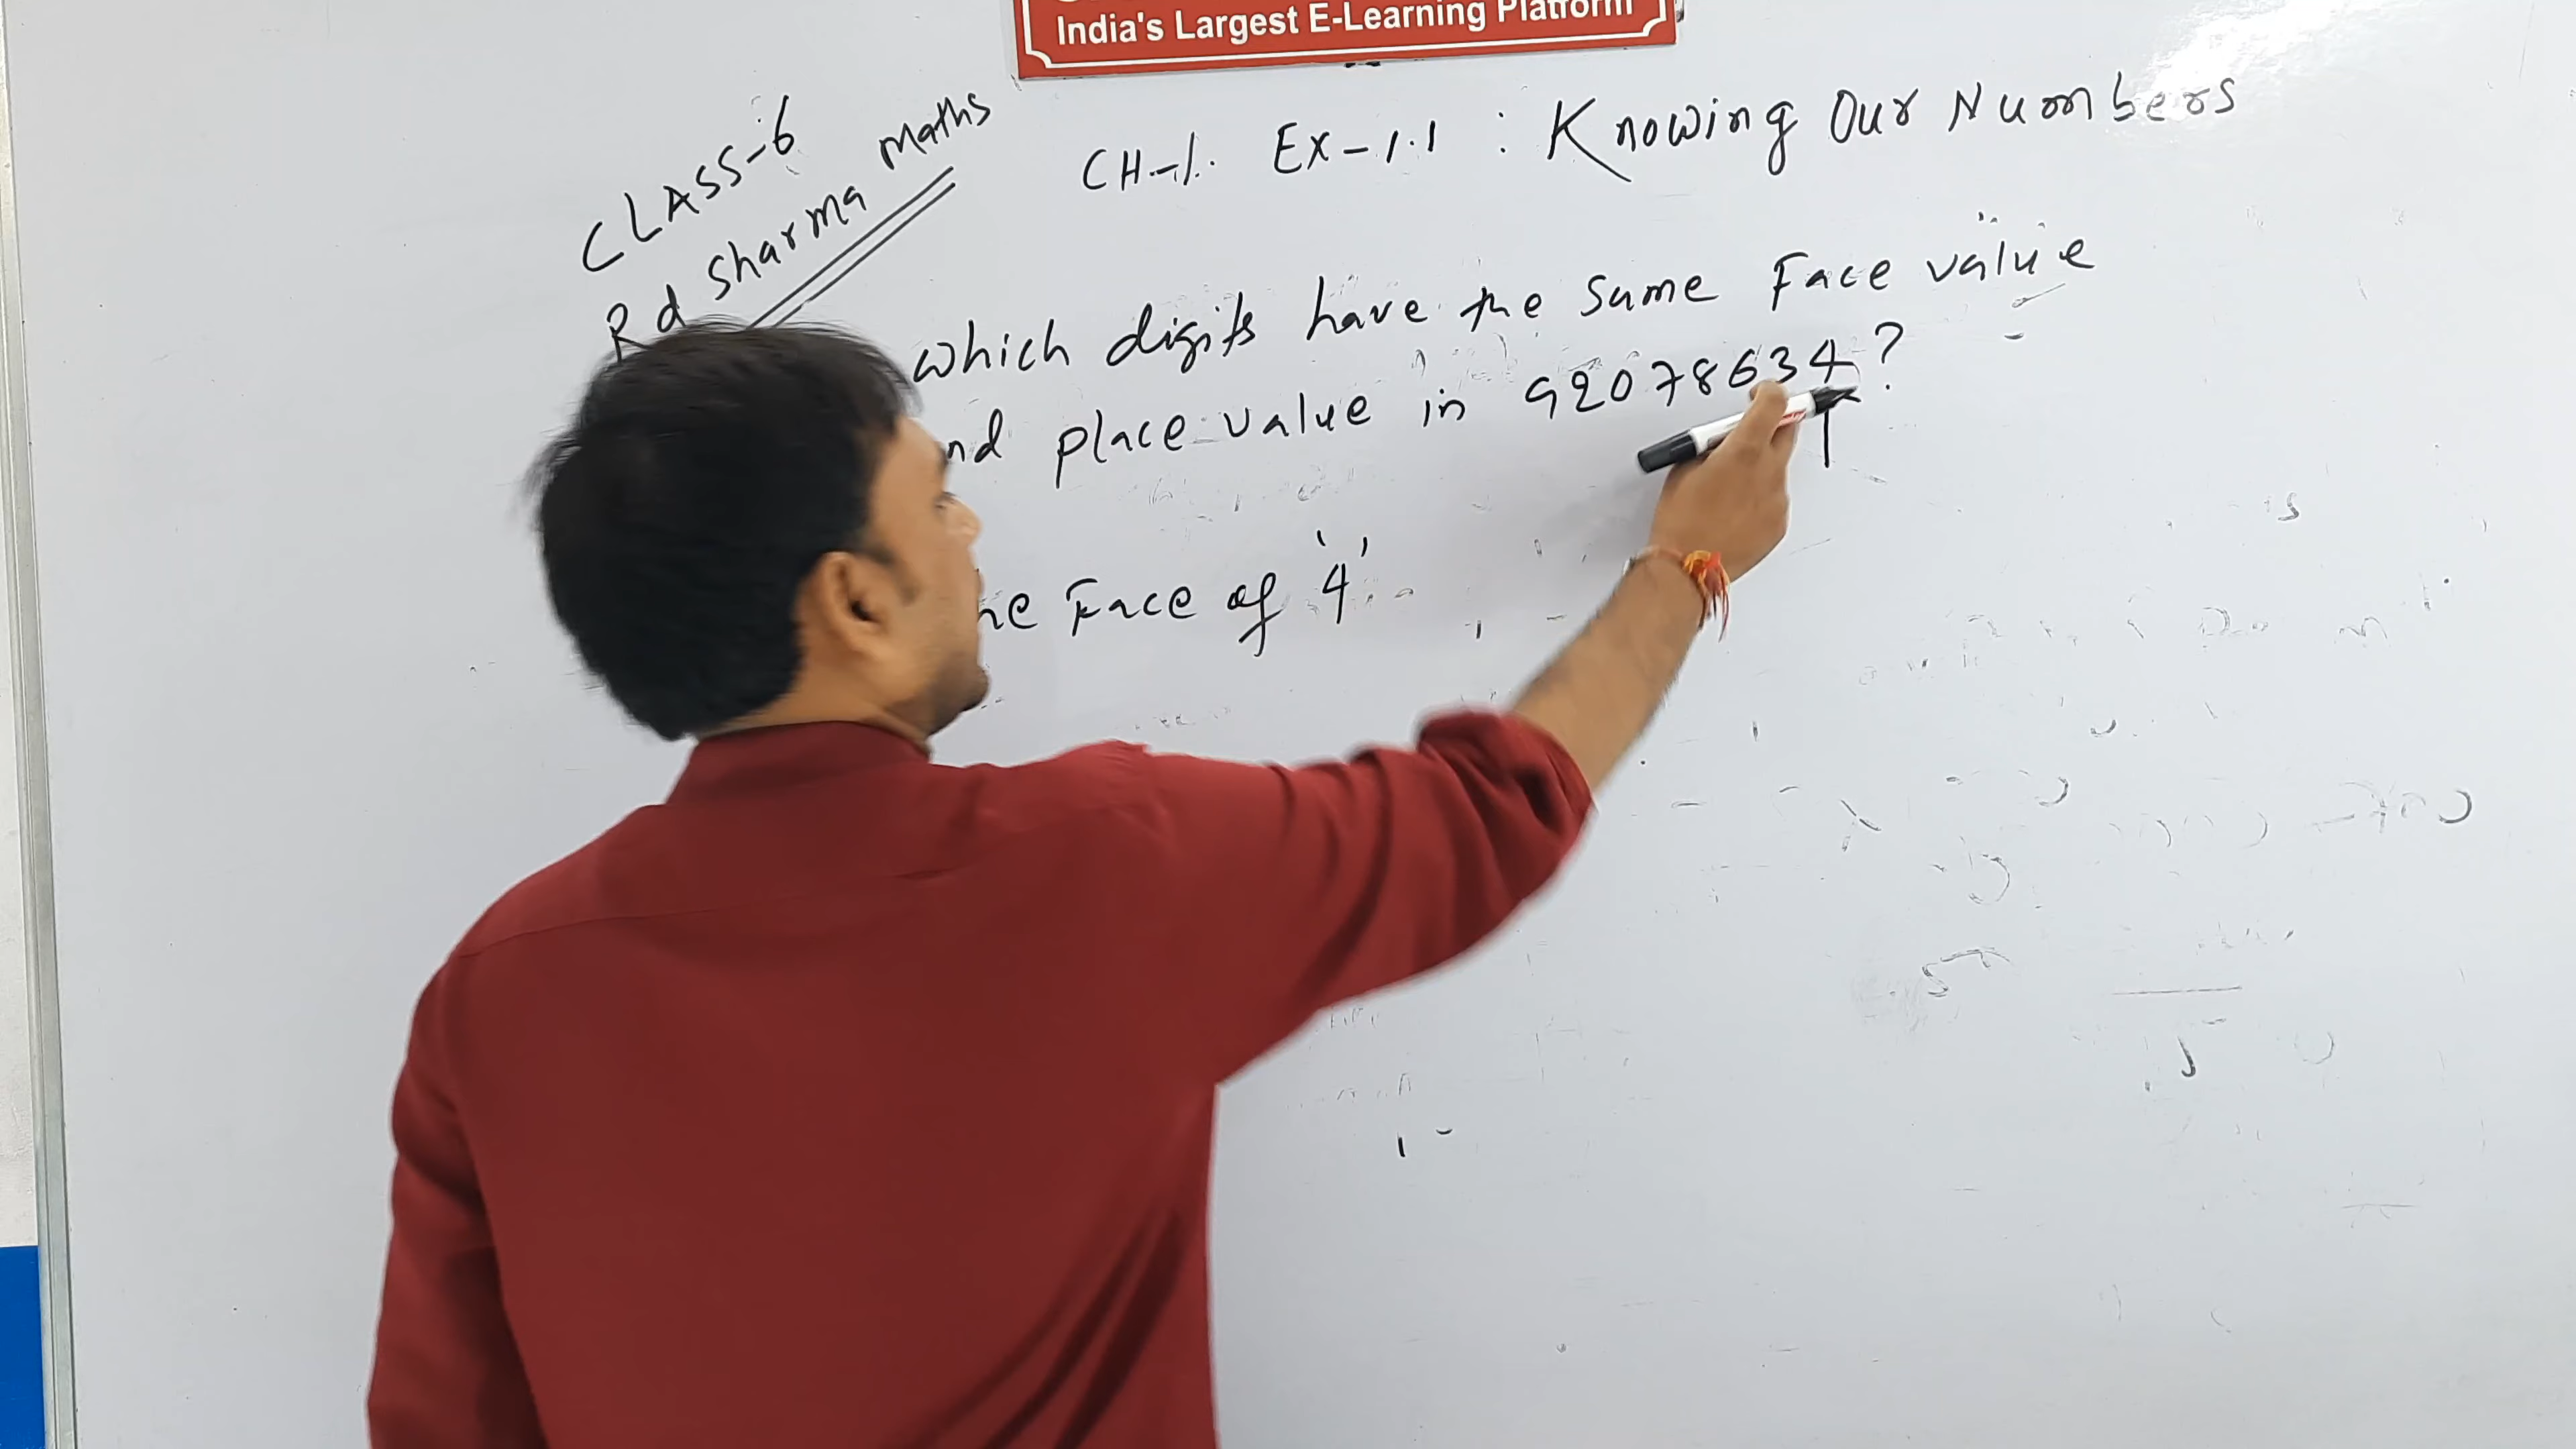 India's Largest E-Learning Platform
CLASS-6
Rd Sharma Maths
CH-1. Ex-1.1 : Knowing Our Numbers
which digits have the same Face value
nd place value in 92078634?
he Face of '4'